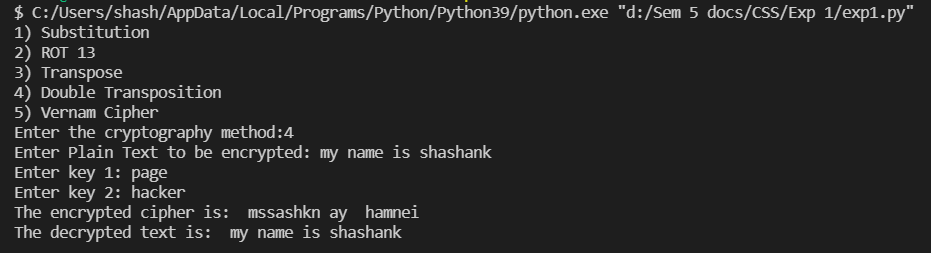 $ C:/Users/shash/AppData/Local/Programs/Python/Python39/python.exe "d:/Sem 5 docs/CSS/Exp 1/exp1.py"
1) Substitution
2) ROT 13
3) Transpose
4) Double Transposition
5) Vernam Cipher
Enter the cryptography method:4
Enter Plain Text to be encrypted: my name is shashank
Enter key 1: page
Enter key 2: hacker
The encrypted cipher is:  mssashkn ay  hamnei
The decrypted text is:  my name is shashank